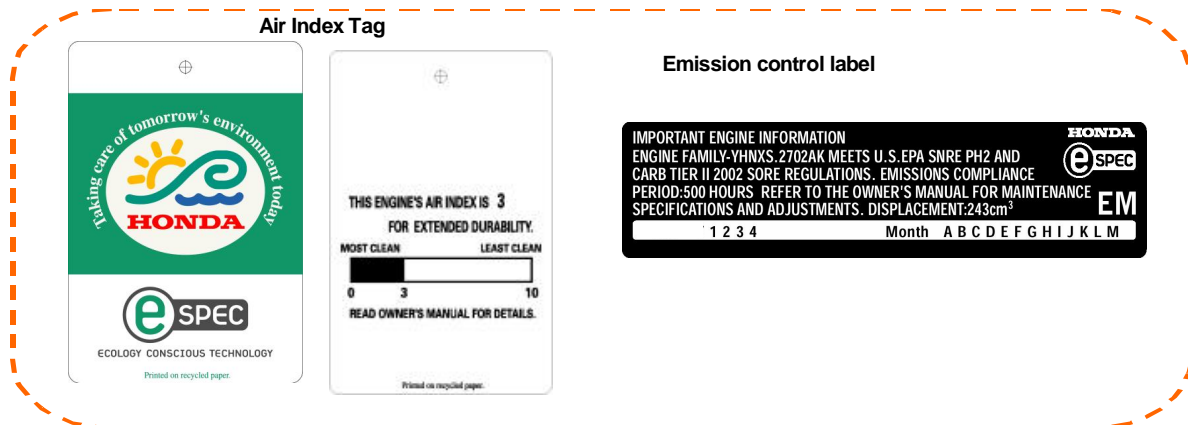 Air Index Tag
Taking care of tomorrow's environment today
HONDA
e SPEC
ECOLOGY CONSCIOUS TECHNOLOGY
Printed on recycled paper.
THIS ENGINE'S AIR INDEX IS 3
FOR EXTENDED DURABILITY.
MOST CLEAN LEAST CLEAN
0 3 10
READ OWNER'S MANUAL FOR DETAILS.
Printed on recycled paper.
Emission control label
IMPORTANT ENGINE INFORMATION
HONDA
ENGINE FAMILY-YHNXS.2702AK MEETS U.S.EPA SNRE PH2 AND
e SPEC
CARB TIER II 2002 SORE REGULATIONS. EMISSIONS COMPLIANCE
PERIOD:500 HOURS REFER TO THE OWNER'S MANUAL FOR MAINTENANCE
SPECIFICATIONS AND ADJUSTMENTS. DISPLACEMENT:243cm³
EM
1 2 3 4 Month A B C D E F G H I J K L M